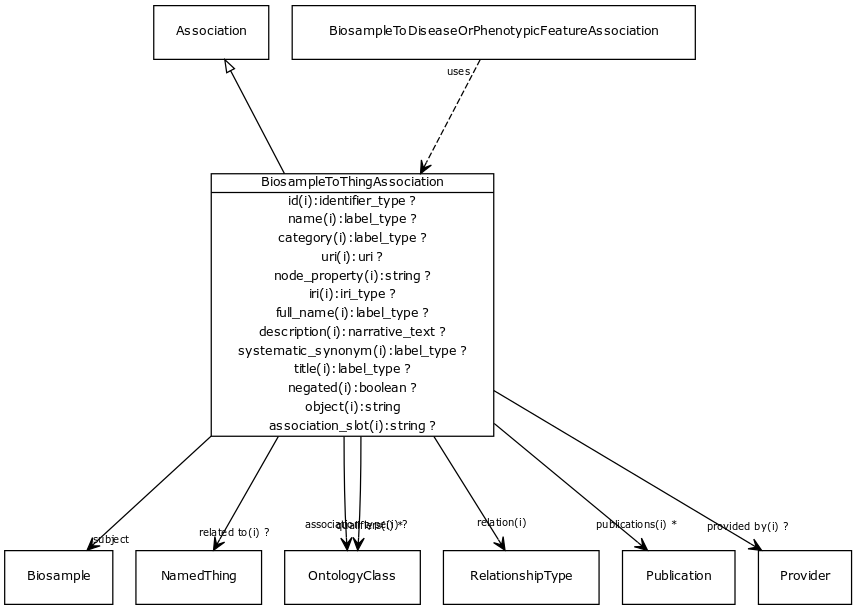 Association
BiosampleToDiseaseOrPhenotypicFeatureAssociation
uses
BiosampleToThingAssociation
id(i):identifier_type ?
name(i):label_type ?
category(i):label_type ?
uri(i):uri ?
node_property(i):string ?
iri(i):iri_type ?
full_name(i):label_type ?
description(i):narrative_text ?
systematic_synonym(i):label_type ?
title(i):label_type ?
negated(i):boolean ?
object(i):string
association_slot(i):string ?
subject
related to(i) ?
association type(i) ?
qualifiers(i) *
relation(i)
publications(i) *
provided by(i) ?
Biosample
NamedThing
OntologyClass
RelationshipType
Publication
Provider